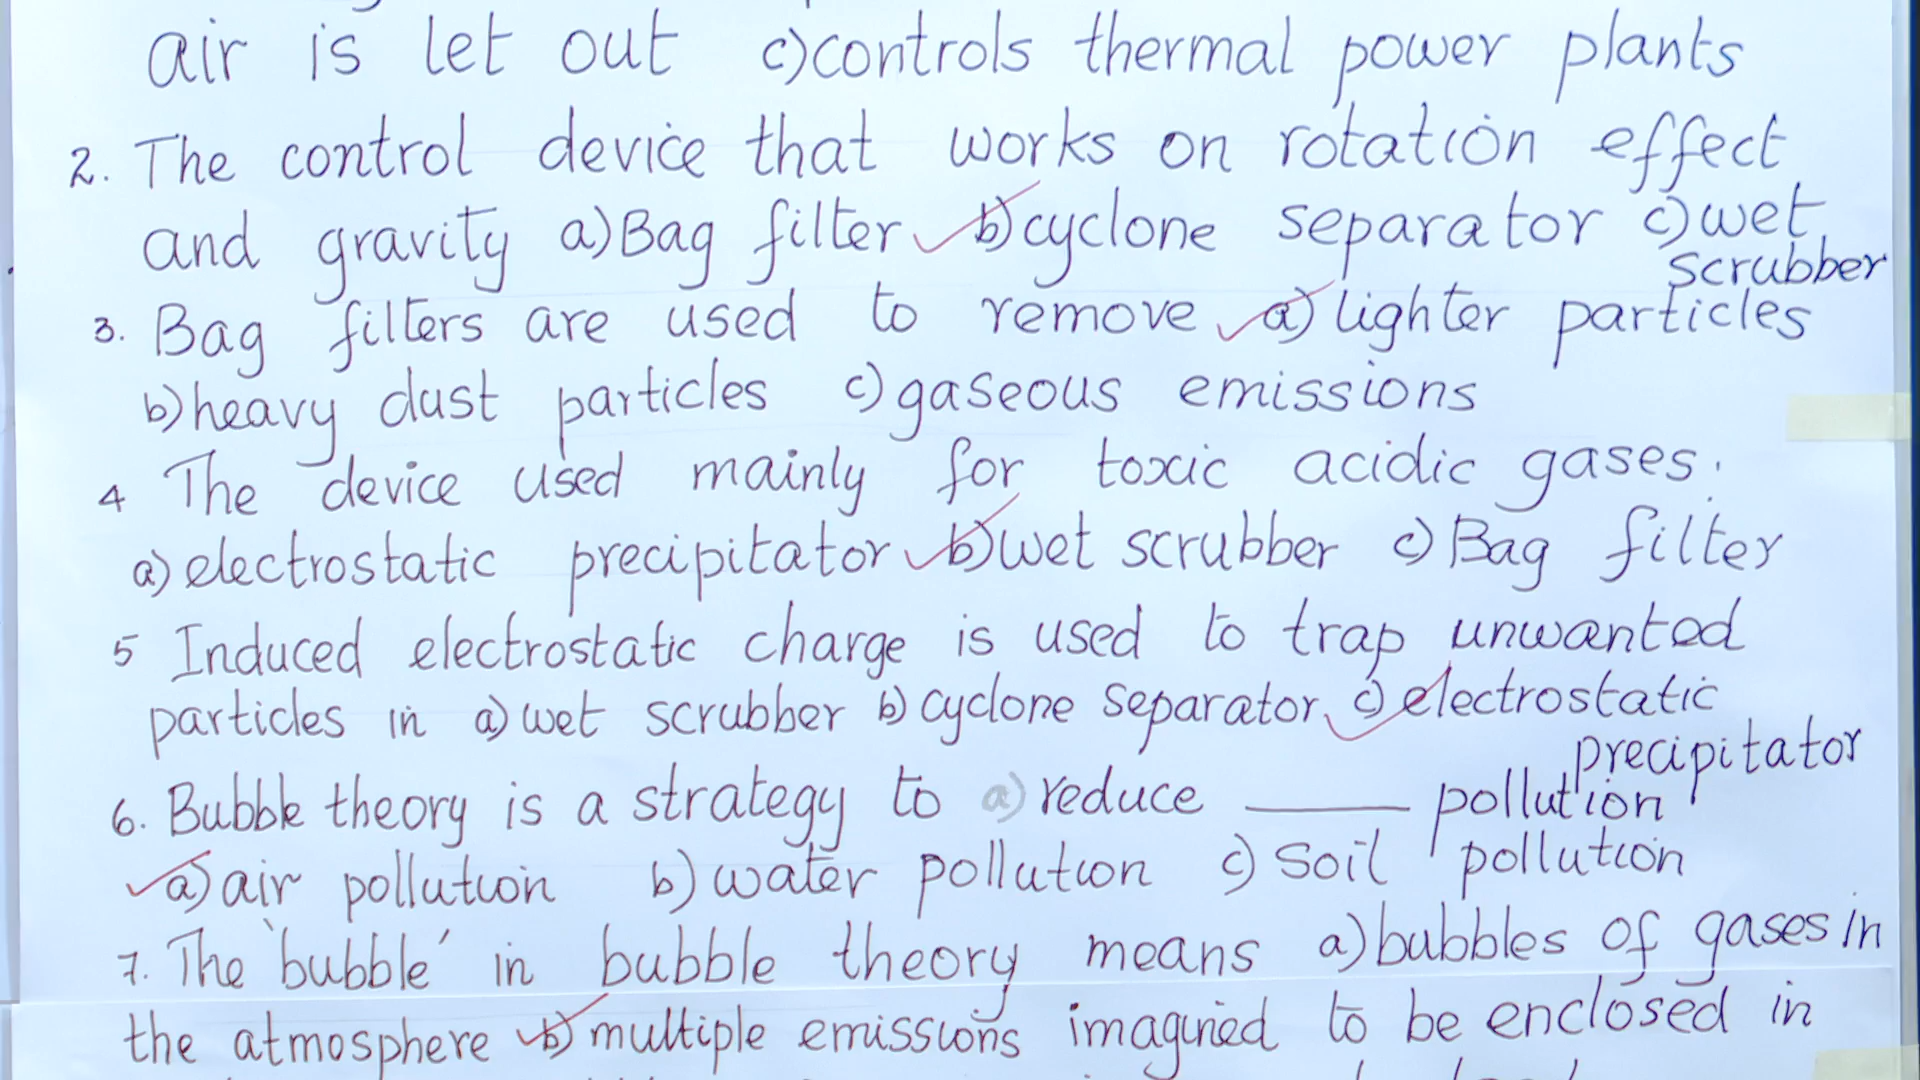 air is let out c)controls thermal power plants
2. The control device that works on rotation effect
and gravity a)Bag filter b)cyclone separator c)wet
scrubber
3. Bag filters are used to remove a) lighter particles
b)heavy dust particles c)gaseous emissions
4 The device used mainly for toxic acidic gases.
a)electrostatic precipitator b)wet scrubber c)Bag filter
5 Induced electrostatic charge is used to trap unwanted
particles in a)wet scrubber b)cyclone separator c)electrostatic
precipitator
6. Bubble theory is a strategy to a) reduce ______ pollution
a)air pollution b)water pollution c)soil pollution
7. The 'bubble' in bubble theory means a)bubbles of gases in
the atmosphere b)multiple emissions imagined to be enclosed in